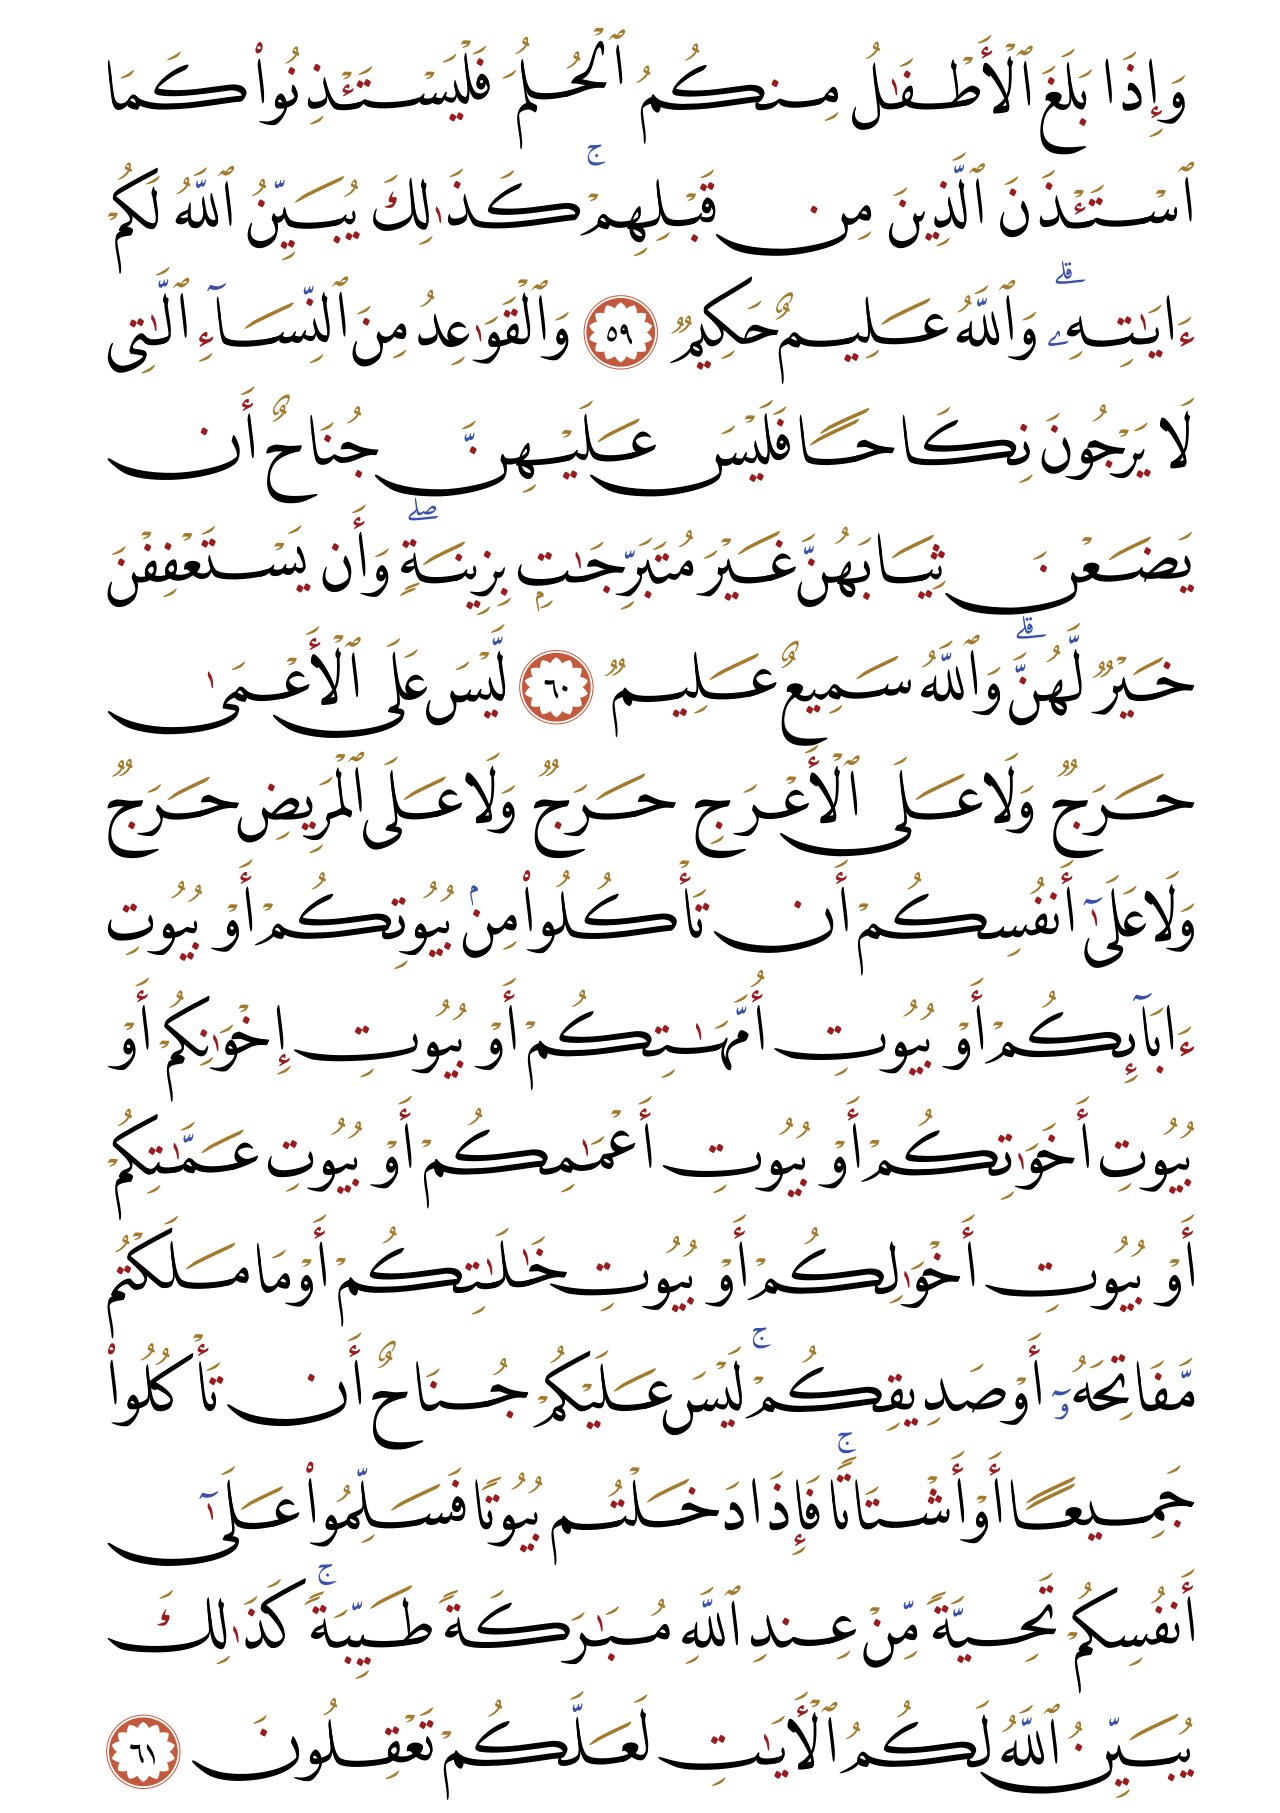 وَإِذَا بَلَغَ ٱلْأَطْفَٰلُ مِنكُمُ ٱلْحُلُمَ فَلْيَسْتَـْٔذِنُوا۟ كَمَا
ٱسْتَـْٔذَنَ ٱلَّذِينَ مِن قَبْلِهِمْ ۚ كَذَٰلِكَ يُبَيِّنُ ٱللَّهُ لَكُمْ
ءَايَٰتِهِۦ ۗ وَٱللَّهُ عَلِيمٌ حَكِيمٌ ٥٩ وَٱلْقَوَٰعِدُ مِنَ ٱلنِّسَآءِ ٱلَّٰتِى
لَا يَرْجُونَ نِكَاحًا فَلَيْسَ عَلَيْهِنَّ جُنَاحٌ أَن
يَضَعْنَ ثِيَابَهُنَّ غَيْرَ مُتَبَرِّجَٰتٍۭ بِزِينَةٍ ۖ وَأَن يَسْتَعْفِفْنَ
خَيْرٌ لَّهُنَّ ۗ وَٱللَّهُ سَمِيعٌ عَلِيمٌ ٦٠ لَّيْسَ عَلَى ٱلْأَعْمَىٰ
حَرَجٌ وَلَا عَلَى ٱلْأَعْرَجِ حَرَجٌ وَلَا عَلَى ٱلْمَرِيضِ حَرَجٌ
وَلَا عَلَىٰٓ أَنفُسِكُمْ أَن تَأْكُلُوا۟ مِنۢ بُيُوتِكُمْ أَوْ بُيُوتِ
ءَابَآئِكُمْ أَوْ بُيُوتِ أُمَّهَٰتِكُمْ أَوْ بُيُوتِ إِخْوَٰنِكُمْ أَوْ
بُيُوتِ أَخَوَٰتِكُمْ أَوْ بُيُوتِ أَعْمَٰمِكُمْ أَوْ بُيُوتِ عَمَّٰتِكُمْ
أَوْ بُيُوتِ أَخْوَٰلِكُمْ أَوْ بُيُوتِ خَٰلَٰتِكُمْ أَوْ مَا مَلَكْتُم
مَّفَاتِحَهُۥٓ أَوْ صَدِيقِكُمْ ۚ لَيْسَ عَلَيْكُمْ جُنَاحٌ أَن تَأْكُلُوا۟
جَمِيعًا أَوْ أَشْتَاتًا ۚ فَإِذَا دَخَلْتُم بُيُوتًا فَسَلِّمُوا۟ عَلَىٰٓ
أَنفُسِكُمْ تَحِيَّةً مِّنْ عِندِ ٱللَّهِ مُبَٰرَكَةً طَيِّبَةً ۚ كَذَٰلِكَ
يُبَيِّنُ ٱللَّهُ لَكُمُ ٱلْأَيَٰتِ لَعَلَّكُمْ تَعْقِلُونَ ٦١